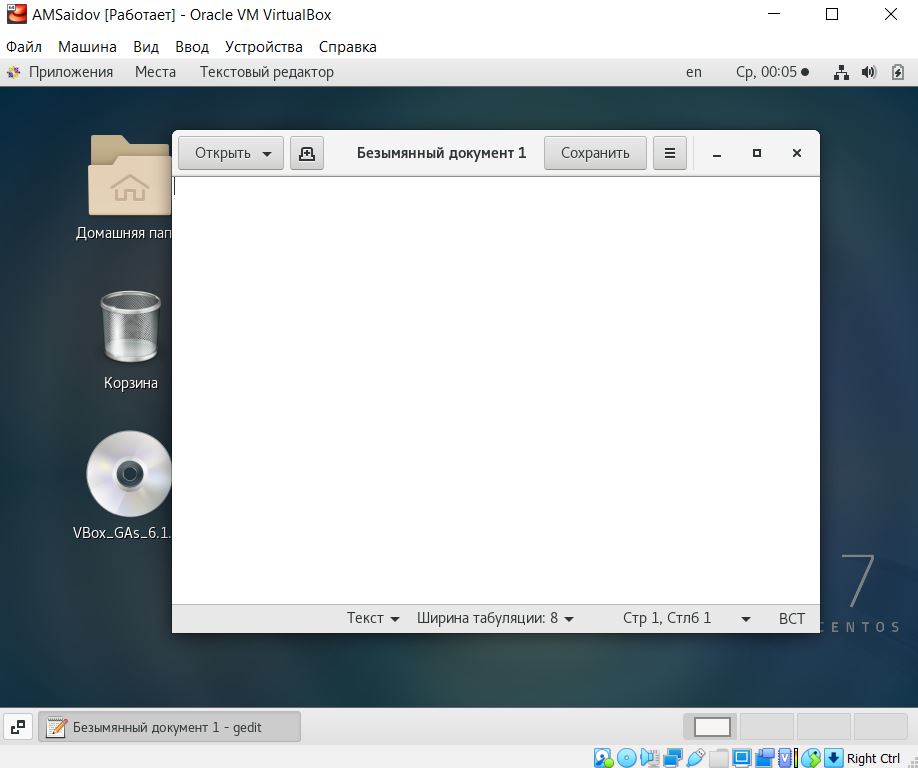 AMSaidov [Работает] - Oracle VM VirtualBox
Файл Машина Вид Ввод Устройства Справка
Приложения Места Текстовый редактор en Ср, 00:05
Открыть Безымянный документ 1 Сохранить
Домашняя пап
Корзина
VBox_GAs_6.1.
7
CENTOS
Текст Ширина табуляции: 8 Стр 1, Стлб 1 ВСТ
Безымянный документ 1 - gedit
Right Ctrl